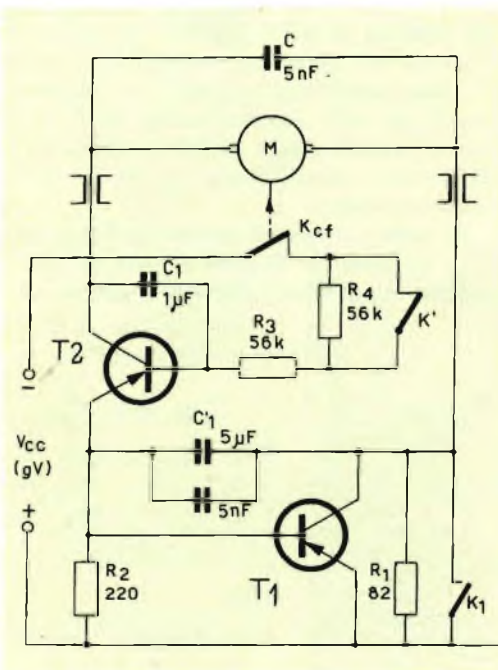 C
5nF
M
Kcf
C1
1µF
R4
56k
K'
R3
56k
T2
−
C'1
5µF
Vcc
(gV)
5nF
+
R2
220
T1
R1
82
K1